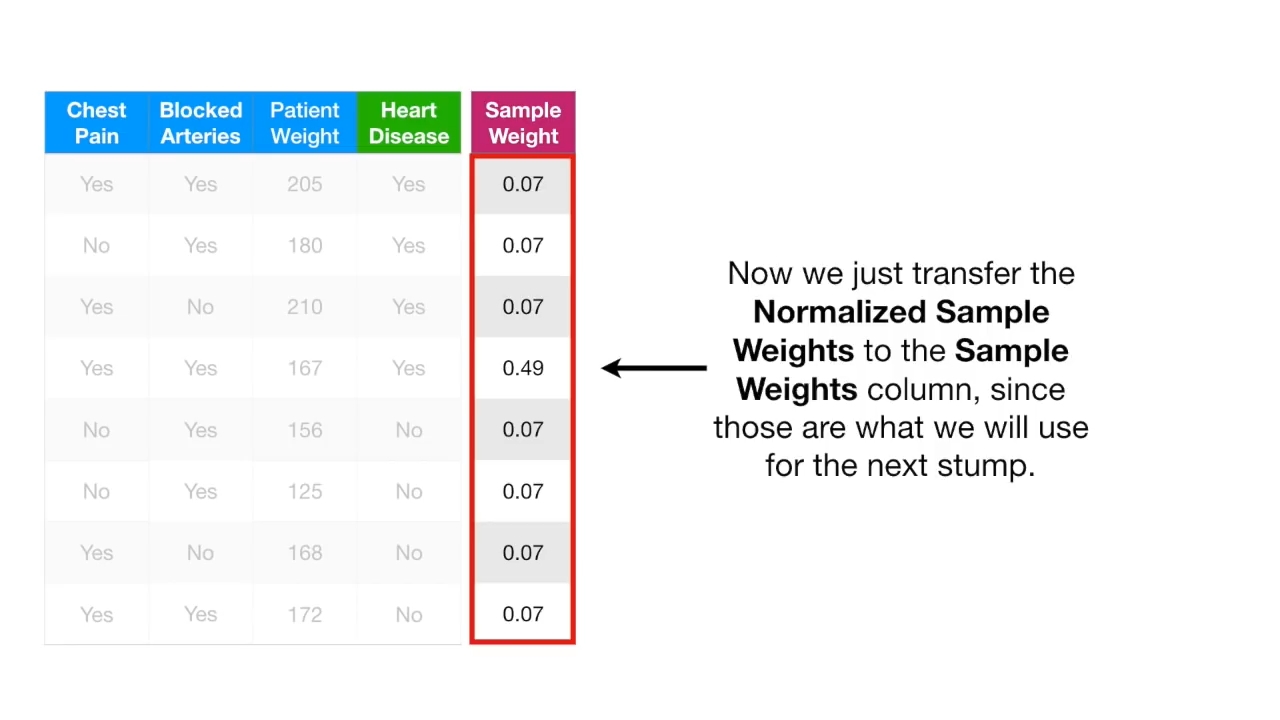 Chest Pain Blocked Arteries Patient Weight Heart Disease Sample Weight
Yes Yes 205 Yes 0.07
No Yes 180 Yes 0.07
Yes No 210 Yes 0.07
Yes Yes 167 Yes 0.49
No Yes 156 No 0.07
No Yes 125 No 0.07
Yes No 168 No 0.07
Yes Yes 172 No 0.07
Now we just transfer the
Normalized Sample
Weights to the Sample
Weights column, since
those are what we will use
for the next stump.